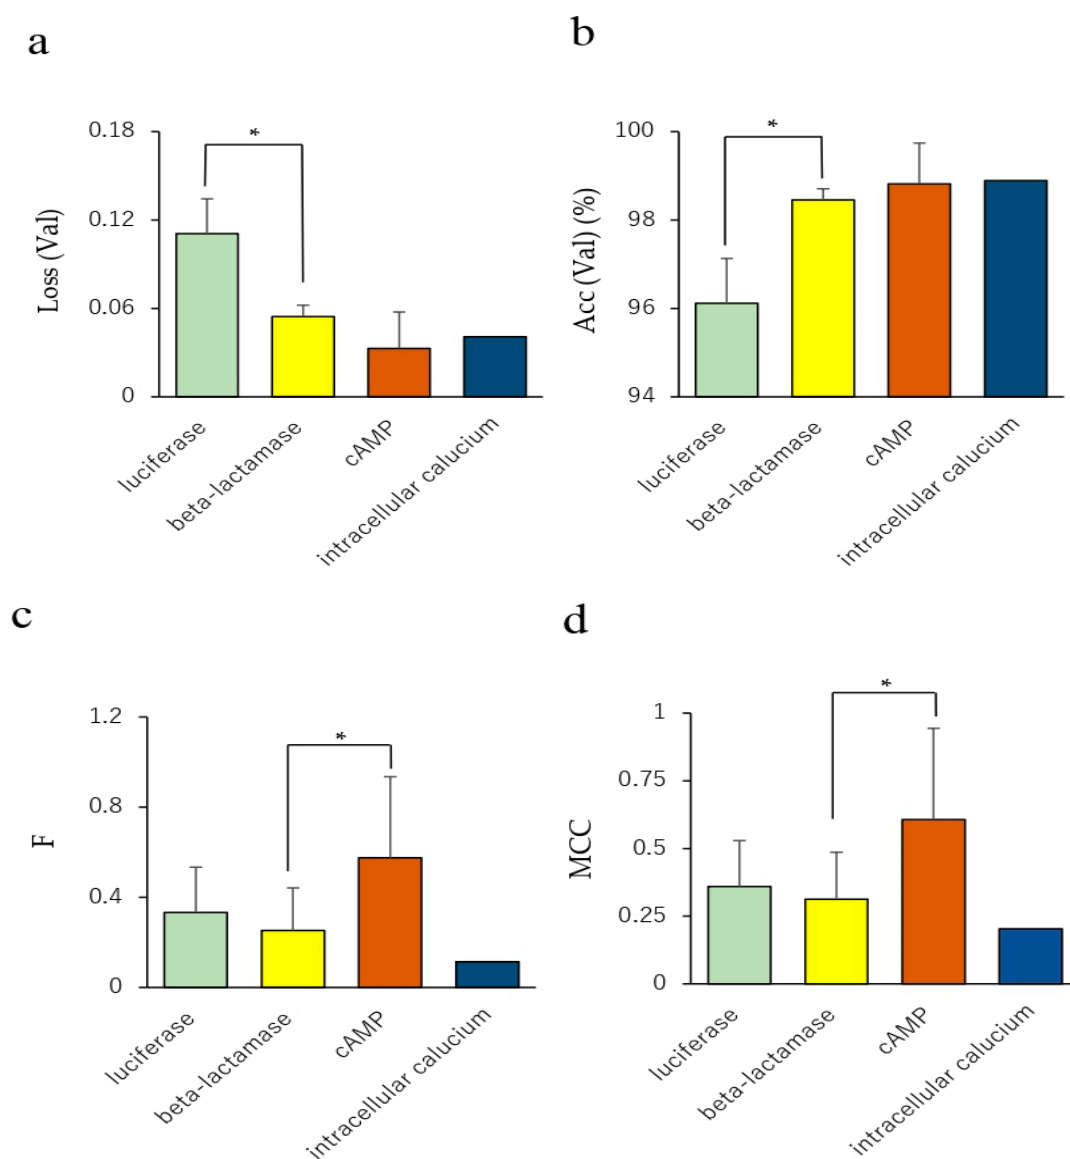 a
0.18
0.12
0.06
0
Loss (Val)
*
luciferase
beta-lactamase
cAMP
intracellular calucium
b
100
98
96
94
Acc (Val) (%)
*
luciferase
beta-lactamase
cAMP
intracellular calucium
c
1.2
0.8
0.4
0
F
*
luciferase
beta-lactamase
cAMP
intracellular calucium
d
1
0.75
0.5
0.25
0
MCC
*
luciferase
beta-lactamase
cAMP
intracellular calucium